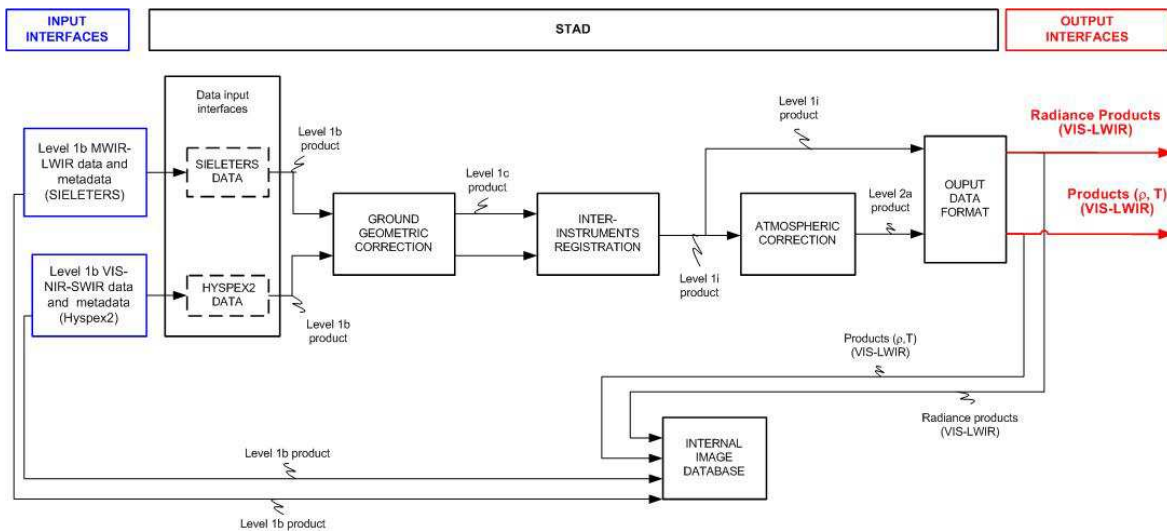 INPUT
INTERFACES
STAD
OUTPUT
INTERFACES
Data input
interfaces
Level 1b MWIR-
LWIR data and
metadata
(SIELETERS)
SIELETERS
DATA
Level 1b
product
Level 1b VIS-
NIR-SWIR data
and metadata
(Hyspex2)
HYSPEX2
DATA
Level 1b
product
GROUND
GEOMETRIC
CORRECTION
Level 1c
product
INTER-
INSTRUMENTS
REGISTRATION
Level 1i
product
Level 1i
product
ATMOSPHERIC
CORRECTION
Level 2a
product
OUPUT
DATA
FORMAT
Radiance Products
(VIS-LWIR)
Products (ρ, T)
(VIS-LWIR)
Products (ρ,T)
(VIS-LWIR)
Radiance products
(VIS-LWIR)
INTERNAL
IMAGE
DATABASE
Level 1b product
Level 1b product